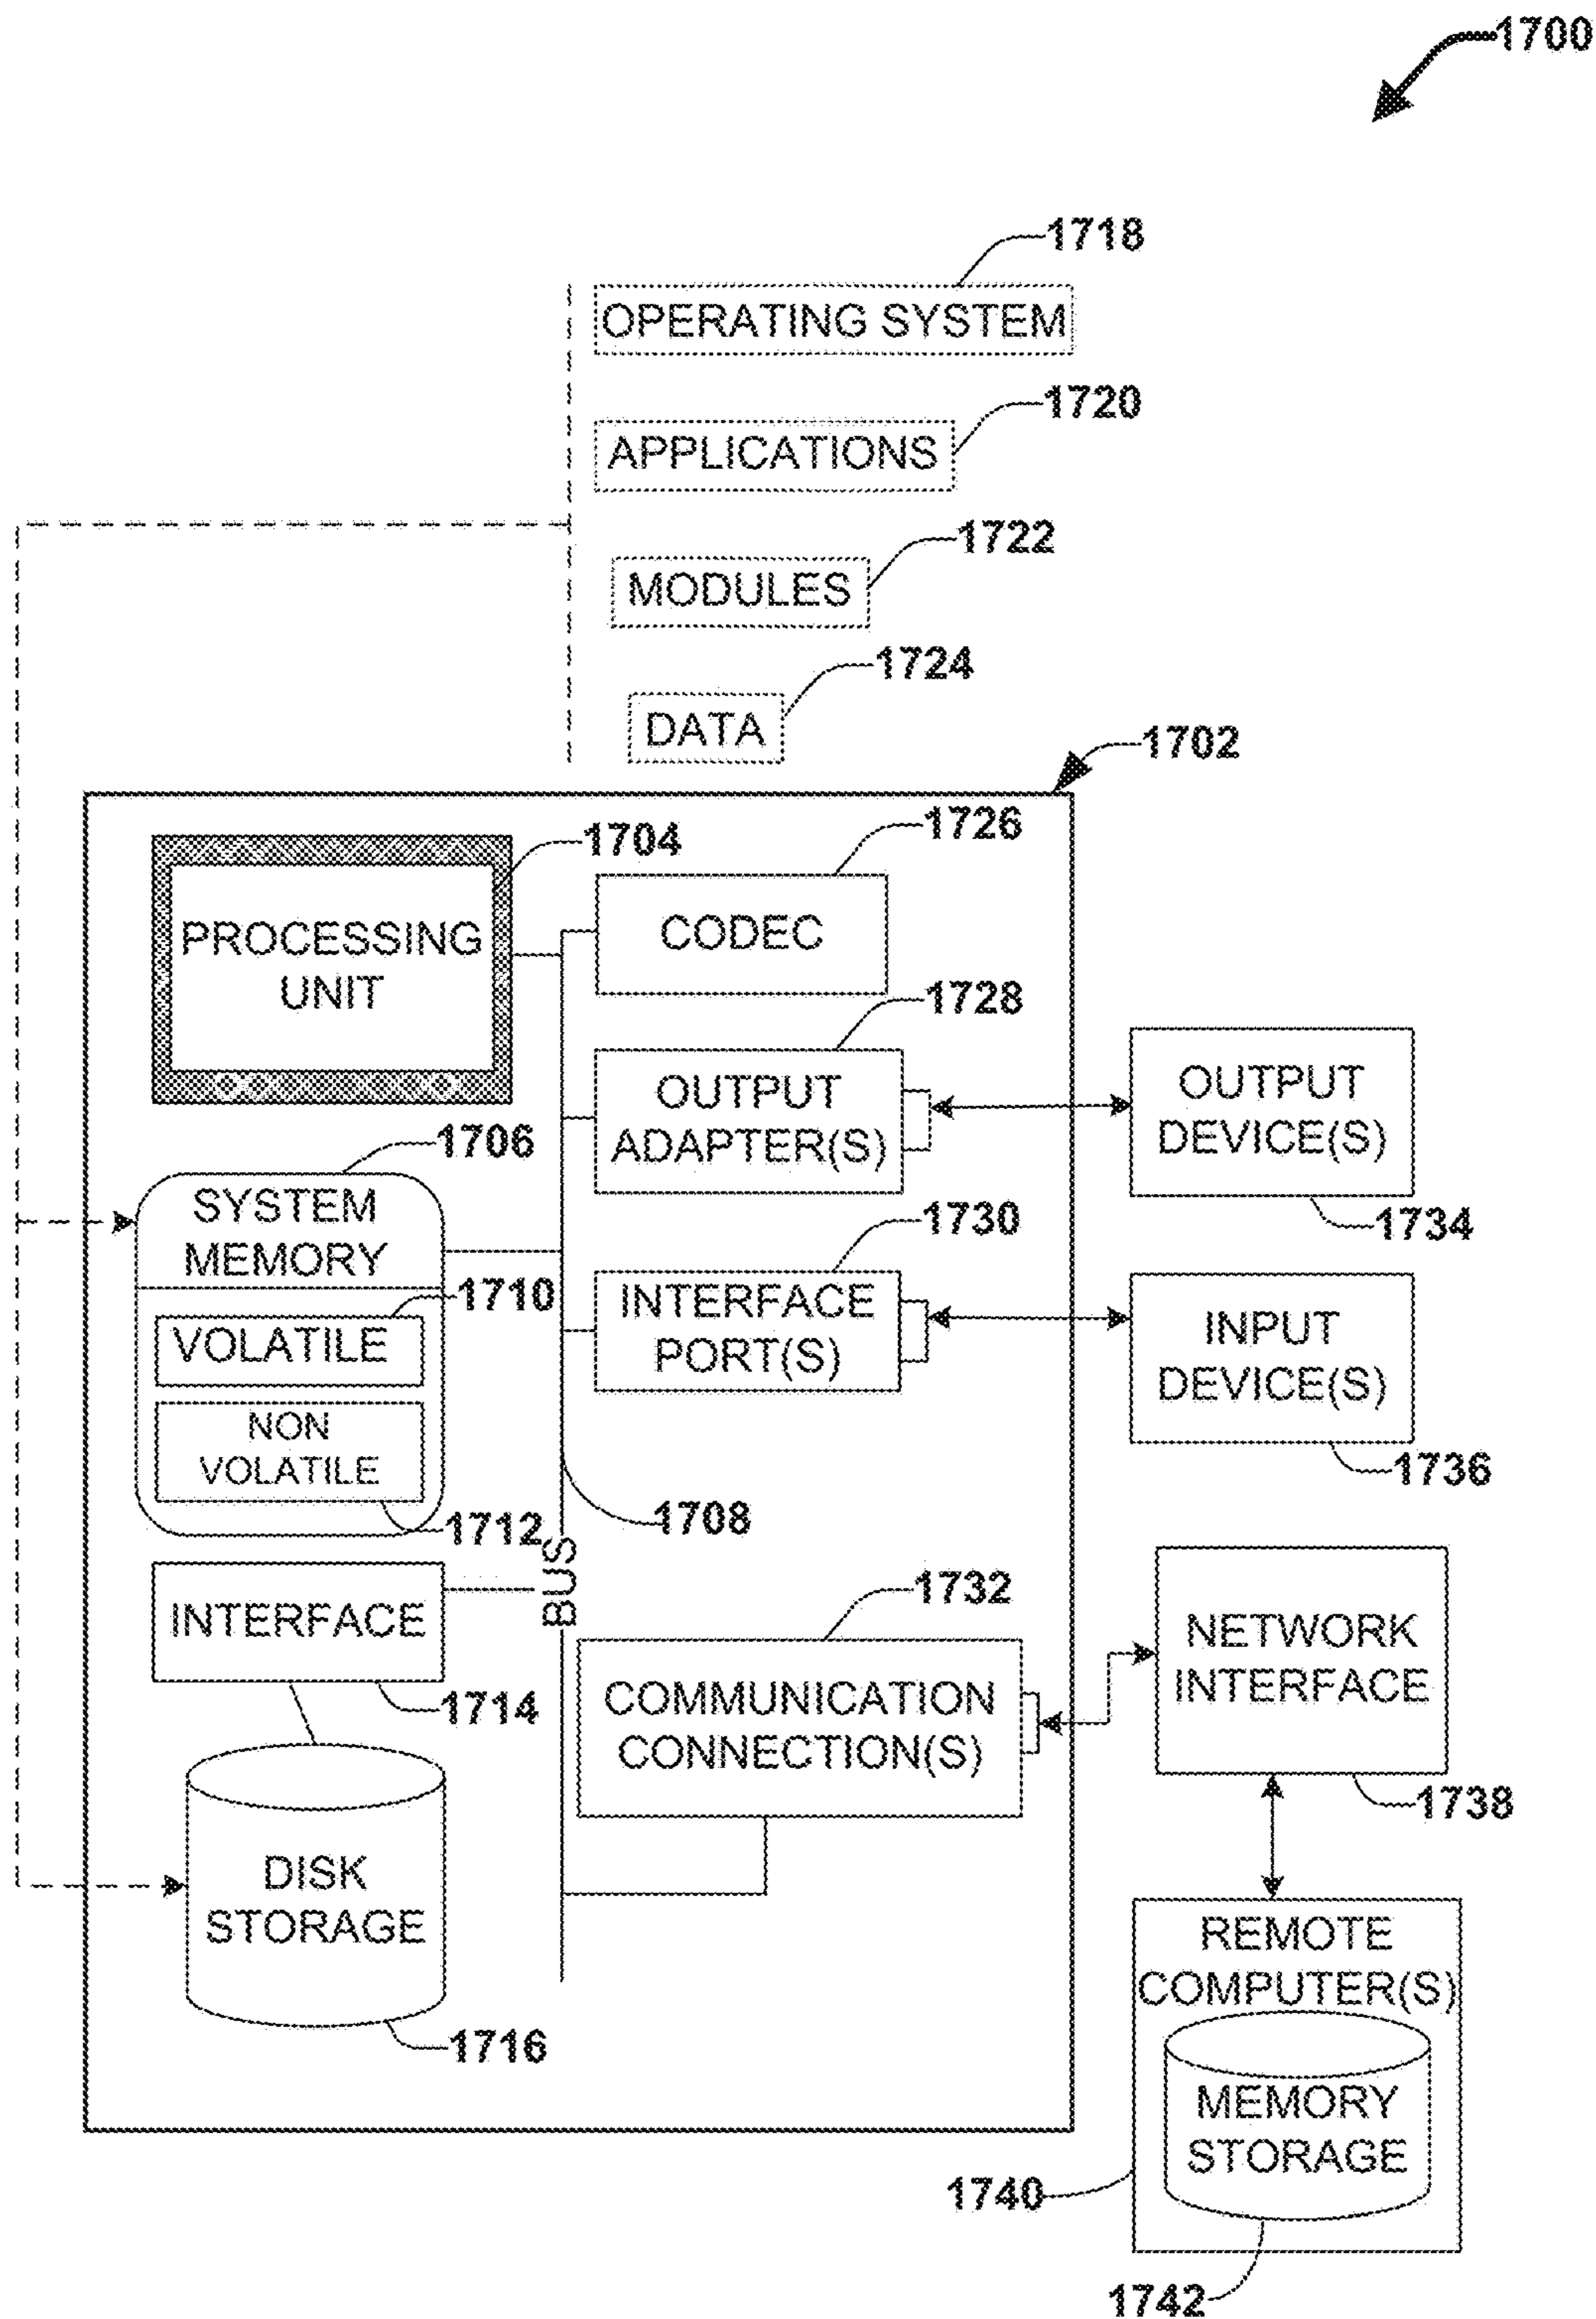 1700
1718
OPERATING SYSTEM
1720
APPLICATIONS
1722
MODULES
1724
DATA
1702
1704
PROCESSING
UNIT
1726
CODEC
1728
OUTPUT
ADAPTER(S)
OUTPUT
DEVICE(S)
1734
1706
SYSTEM
MEMORY
1710
VOLATILE
NON
VOLATILE
1712
1730
INTERFACE
PORT(S)
INPUT
DEVICE(S)
1736
1708
BUS
INTERFACE
1714
1732
COMMUNICATION
CONNECTION(S)
NETWORK
INTERFACE
1738
DISK
STORAGE
1716
REMOTE
COMPUTER(S)
MEMORY
STORAGE
1740
1742